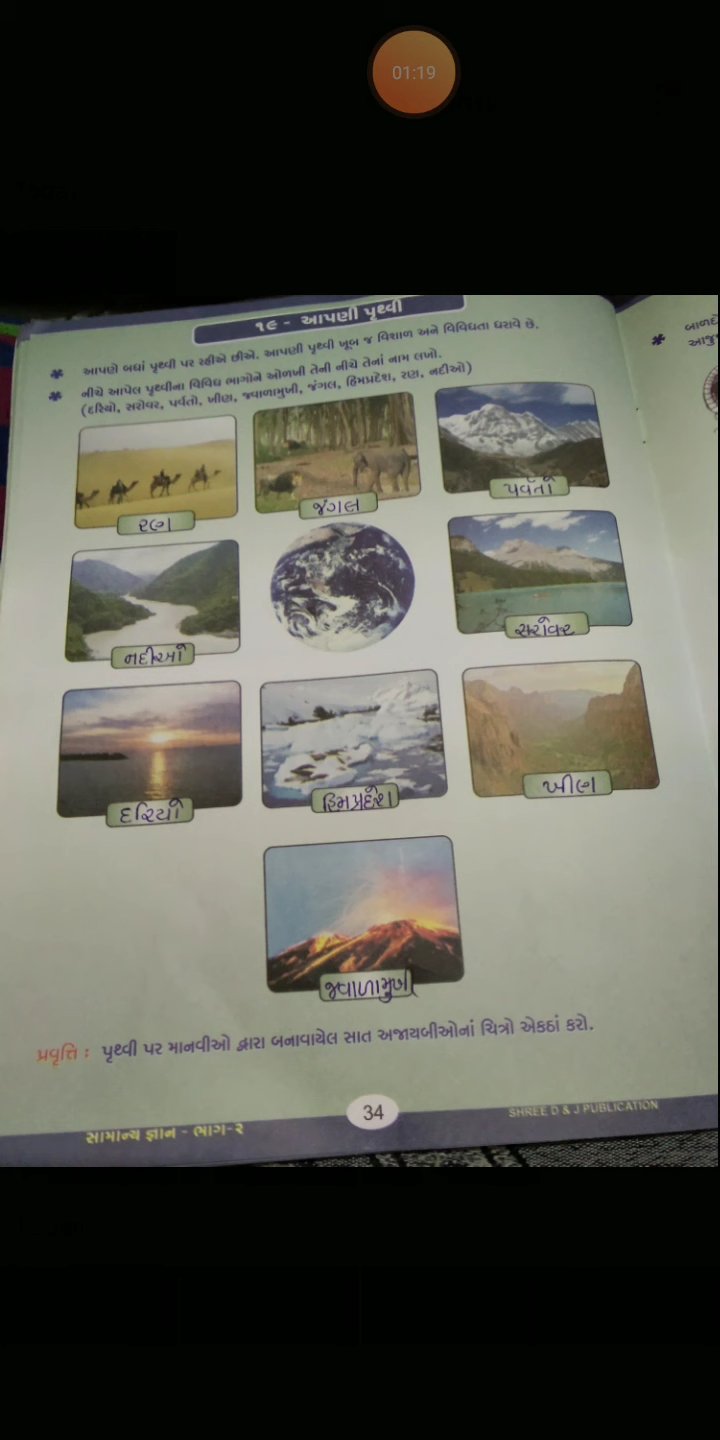 01:19
૧૯ - આપણી પૃથ્વી
* આપણે બધાં પૃથ્વી પર રહીએ છીએ. આપણી પૃથ્વી ખૂબ જ વિશાળ અને વિવિધતા ધરાવે છે.
* નીચે આપેલ પૃથ્વીના વિવિધ ભાગોને ઓળખી તેની નીચે તેનાં નામ લખો.
(દરિયો, સરોવર, પર્વતો, ખીણ, જ્વાળામુખી, જંગલ, હિમપ્રદેશ, રણ, નદીઓ)
રણ
જંગલ
પર્વતો
નદીઓ
સરોવર
દરિયો
હિમપ્રદેશ
ખીણ
જ્વાળામુખી
પ્રવૃત્તિ : પૃથ્વી પર માનવીઓ દ્વારા બનાવાયેલ સાત અજાયબીઓનાં ચિત્રો એકઠાં કરો.
સામાન્ય જ્ઞાન - ભાગ-૨
34
SHREE D & J PUBLICATION